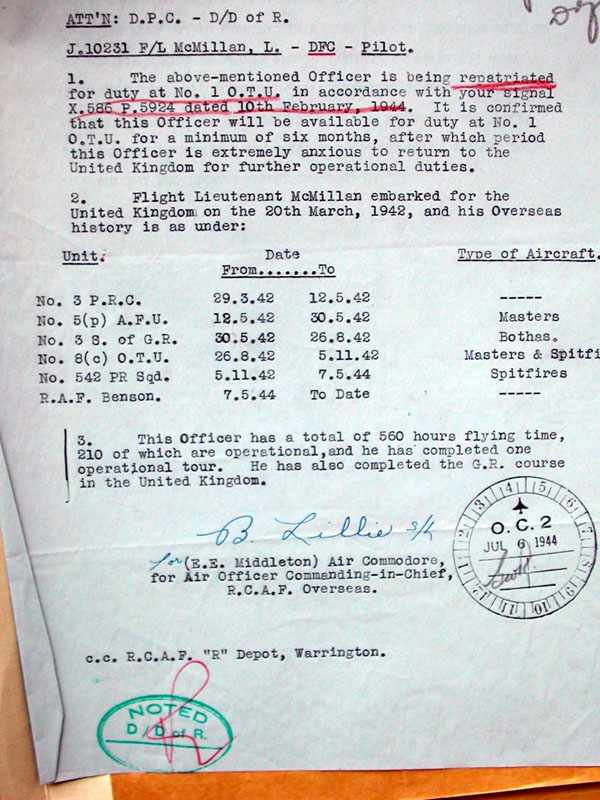 ATT'N: D.P.C. - D/D of R.
J.10231 F/L McMillan, L. - DFC - Pilot.
1. The above-mentioned Officer is being repatriated
for duty at No. 1 O.T.U. in accordance with your signal
X.586 P.5924 dated 10th February, 1944. It is confirmed
that this Officer will be available for duty at No. 1
O.T.U. for a minimum of six months, after which period
this Officer is extremely anxious to return to the
United Kingdom for further operational duties.
2. Flight Lieutenant McMillan embarked for the
United Kingdom on the 20th March, 1942, and his Overseas
history is as under:
Unit. Date Type of Aircraft.
From.......To
No. 3 P.R.C. 29.3.42 12.5.42 -----
No. 5(p) A.F.U. 12.5.42 30.5.42 Masters
No. 3 S. of G.R. 30.5.42 26.8.42 Bothas.
No. 8(c) O.T.U. 26.8.42 5.11.42 Masters & Spitfi
No. 542 PR Sqd. 5.11.42 7.5.44 Spitfires
R.A.F. Benson. 7.5.44 To Date -----
3. This Officer has a total of 560 hours flying time,
210 of which are operational,and he has completed one
operational tour. He has also completed the G.R. course
in the United Kingdom.
B. Lillie S/L
for (E.E. Middleton) Air Commodore,
for Air Officer Commanding-in-Chief,
R.C.A.F. Overseas.
O.C. 2
JUL 6 1944
c.c. R.C.A.F. "R" Depot, Warrington.
NOTED
D/D of R.